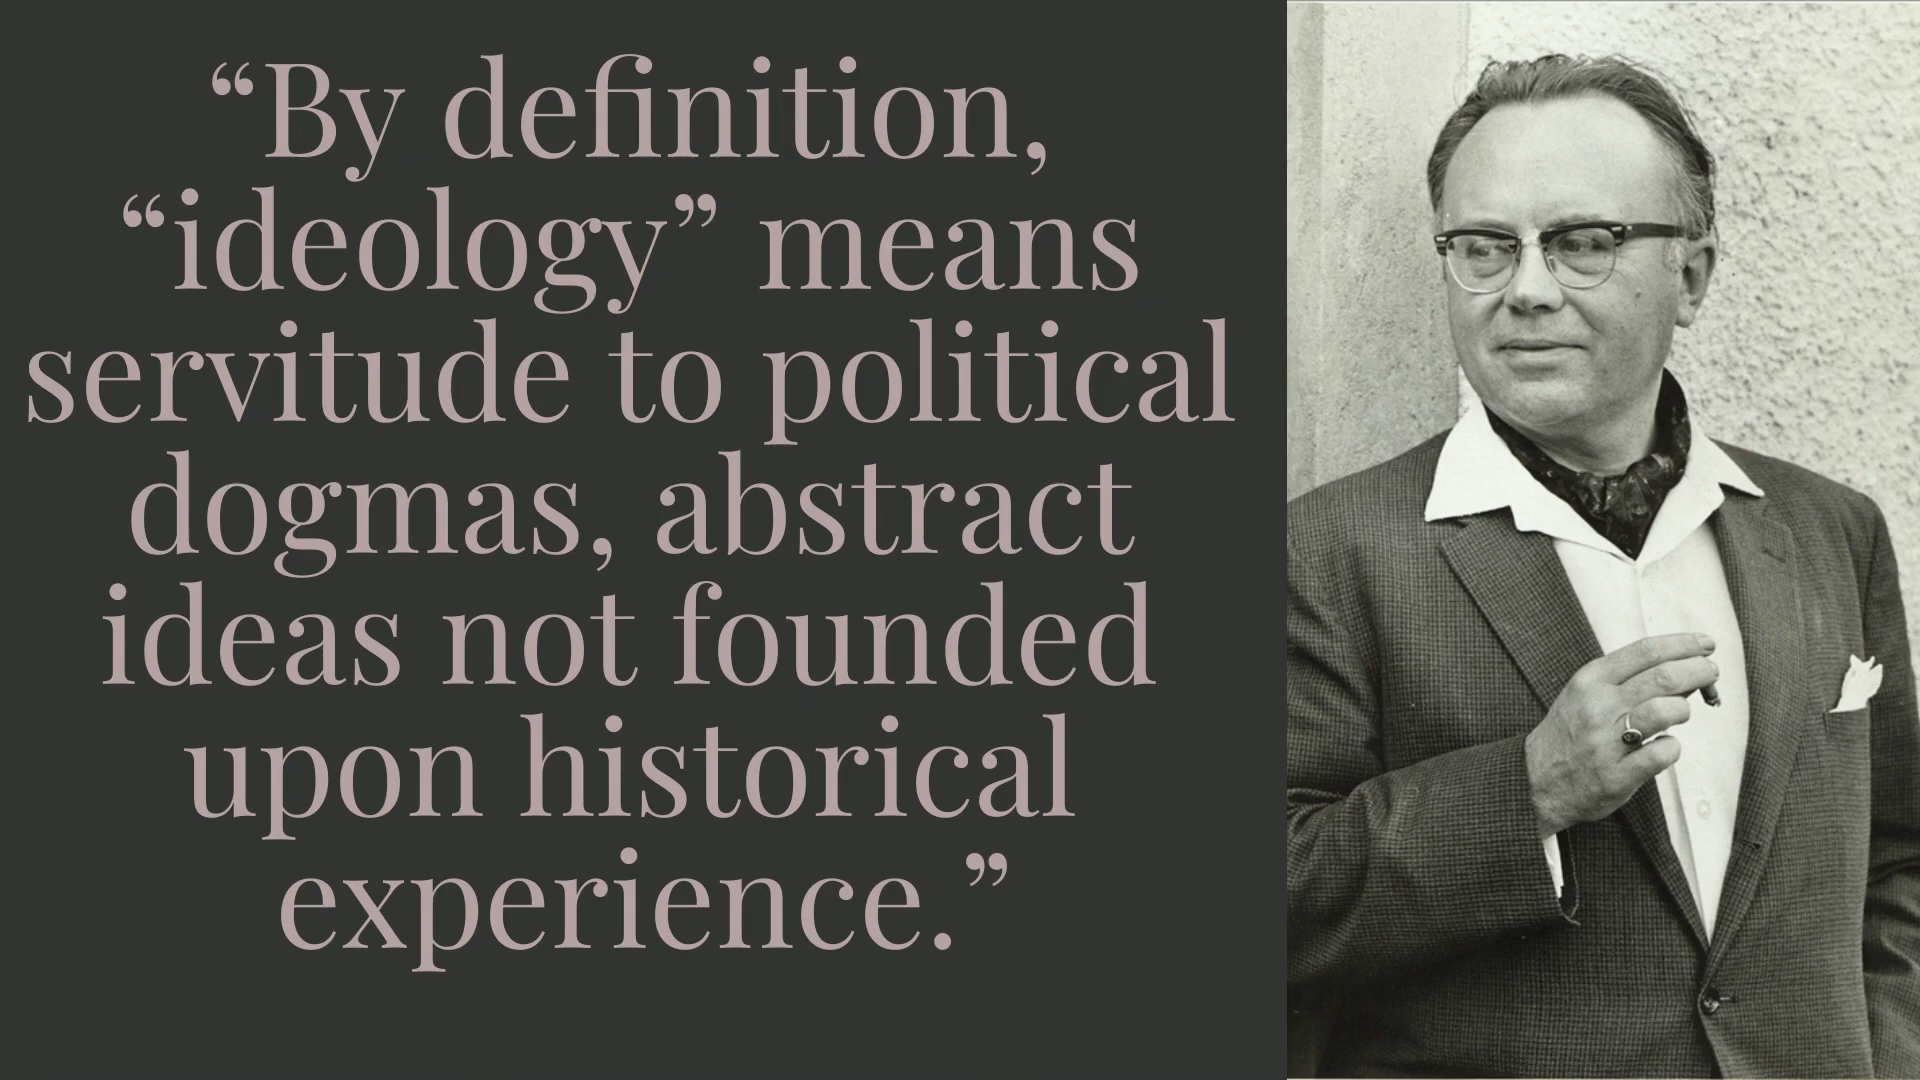 “By definition,
“ideology” means
servitude to political
dogmas, abstract
ideas not founded
upon historical
experience.”